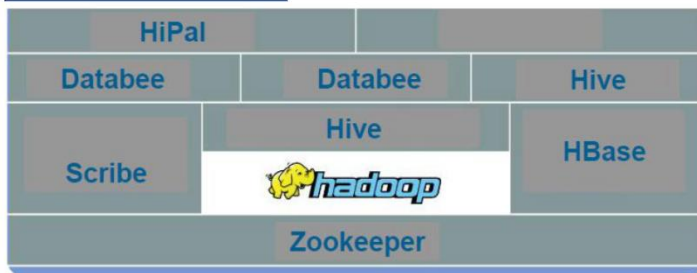 HiPal
Databee Databee Hive
Hive
HBase
Scribe
hadoop
Zookeeper